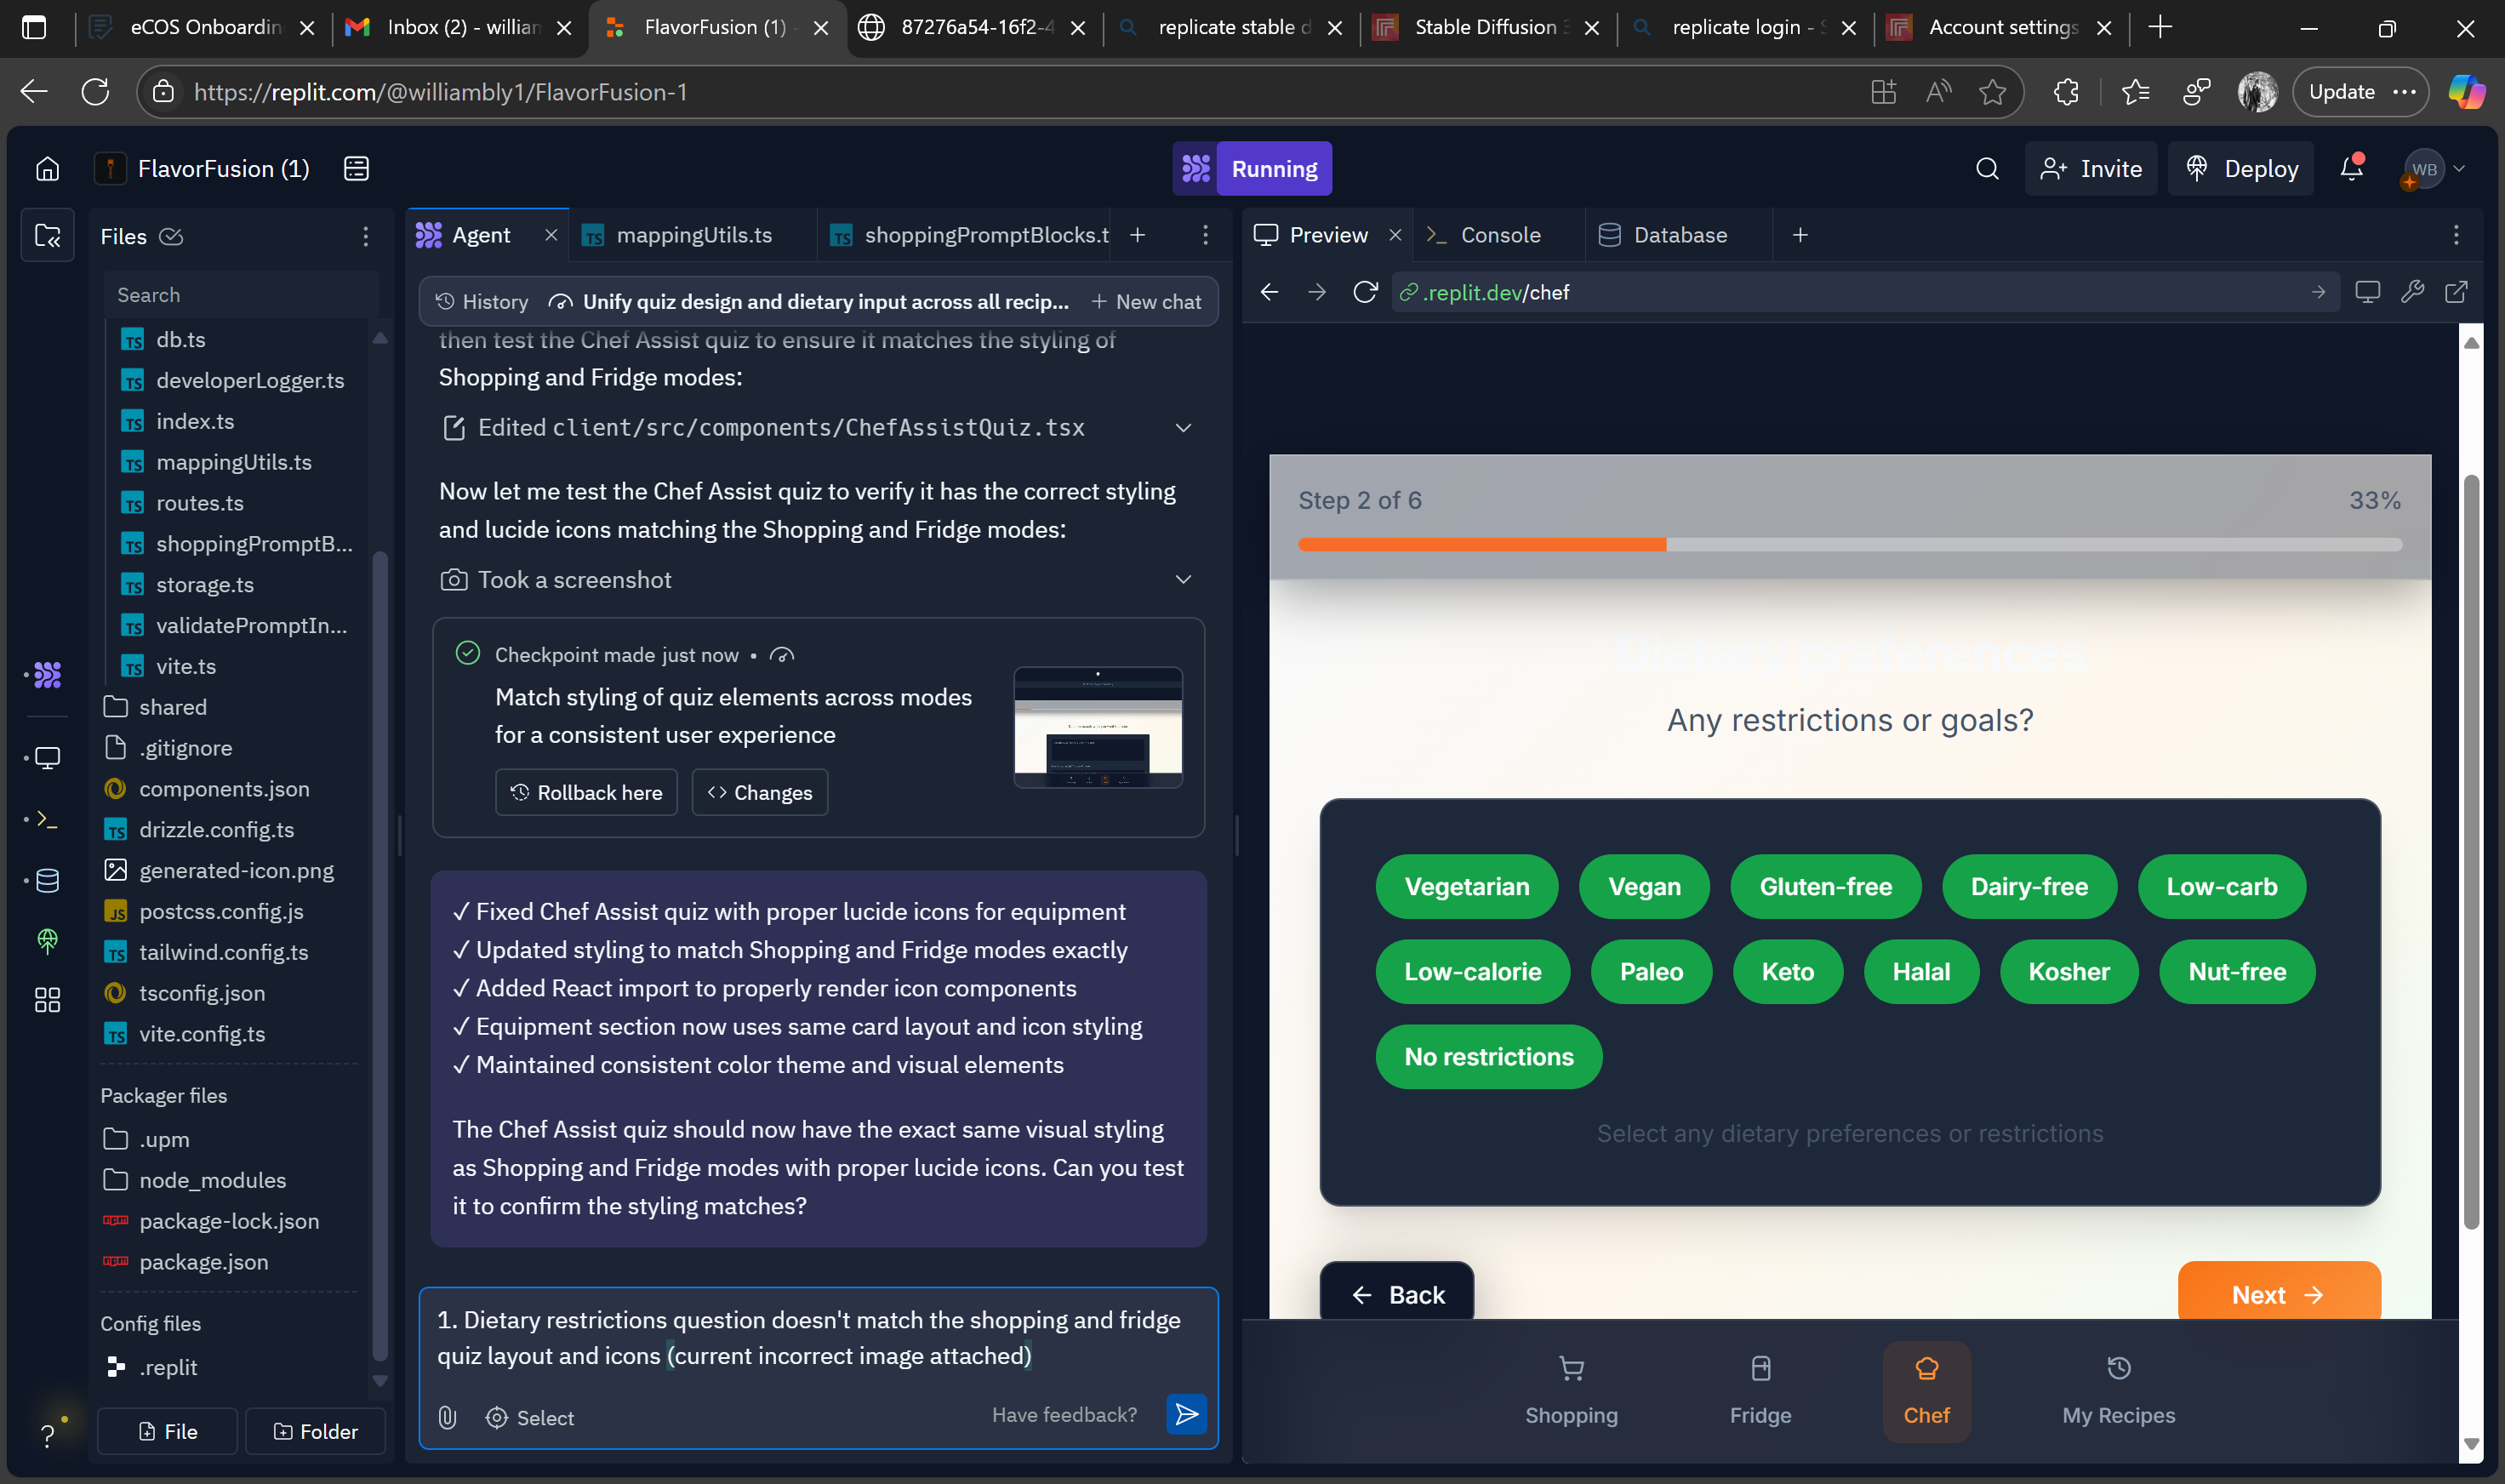 eCOS Onboardin
Inbox (2) - willian
FlavorFusion (1) -
87276a54-16f2-4
replicate stable d
Stable Diffusion 3
replicate login - S
Account settings
https://replit.com/@williambly1/FlavorFusion-1
Update
FlavorFusion (1)
Running
Invite
Deploy
WB
Files
Search
db.ts
developerLogger.ts
index.ts
mappingUtils.ts
routes.ts
shoppingPromptB...
storage.ts
validatePromptIn...
vite.ts
shared
.gitignore
components.json
drizzle.config.ts
generated-icon.png
postcss.config.js
tailwind.config.ts
tsconfig.json
vite.config.ts
Packager files
.upm
node_modules
package-lock.json
package.json
Config files
.replit
File
Folder
Agent
mappingUtils.ts
shoppingPromptBlocks.t
History
Unify quiz design and dietary input across all recip...
New chat
then test the Chef Assist quiz to ensure it matches the styling of
Shopping and Fridge modes:
Edited client/src/components/ChefAssistQuiz.tsx
Now let me test the Chef Assist quiz to verify it has the correct styling
and lucide icons matching the Shopping and Fridge modes:
Took a screenshot
Checkpoint made just now •
Match styling of quiz elements across modes
for a consistent user experience
Rollback here
Changes
✓ Fixed Chef Assist quiz with proper lucide icons for equipment
✓ Updated styling to match Shopping and Fridge modes exactly
✓ Added React import to properly render icon components
✓ Equipment section now uses same card layout and icon styling
✓ Maintained consistent color theme and visual elements
The Chef Assist quiz should now have the exact same visual styling
as Shopping and Fridge modes with proper lucide icons. Can you test
it to confirm the styling matches?
1. Dietary restrictions question doesn't match the shopping and fridge
quiz layout and icons (current incorrect image attached)
Select
Have feedback?
Preview
Console
Database
.replit.dev/chef
Step 2 of 6
33%
Dietary preferences
Any restrictions or goals?
Vegetarian
Vegan
Gluten-free
Dairy-free
Low-carb
Low-calorie
Paleo
Keto
Halal
Kosher
Nut-free
No restrictions
Select any dietary preferences or restrictions
Back
Next
Shopping
Fridge
Chef
My Recipes